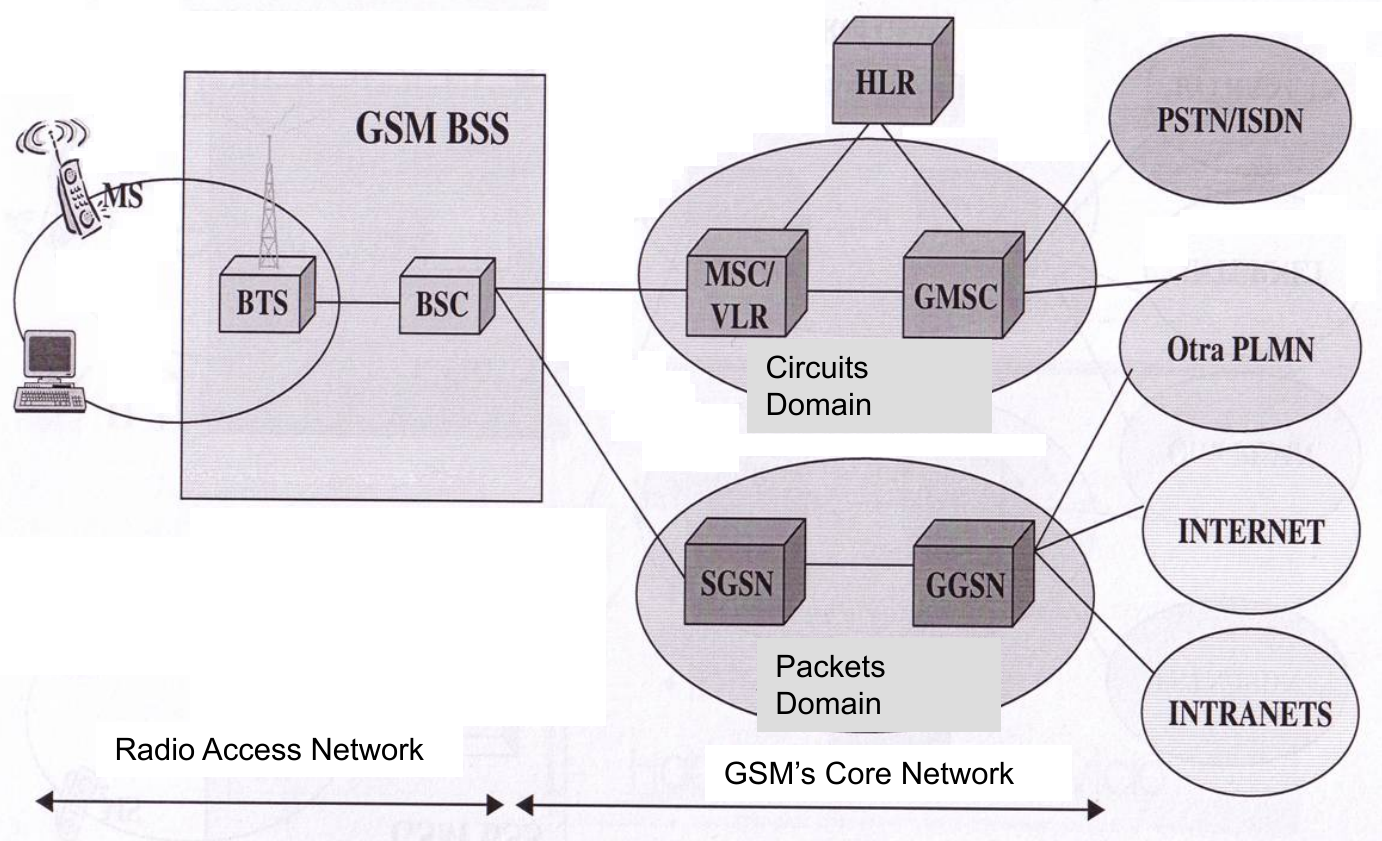 HLR
PSTN/ISDN
GSM BSS
MS
MSC/
VLR
GMSC
BTS
BSC
Otra PLMN
Circuits
Domain
INTERNET
SGSN
GGSN
Packets
Domain
INTRANETS
Radio Access Network
GSM’s Core Network